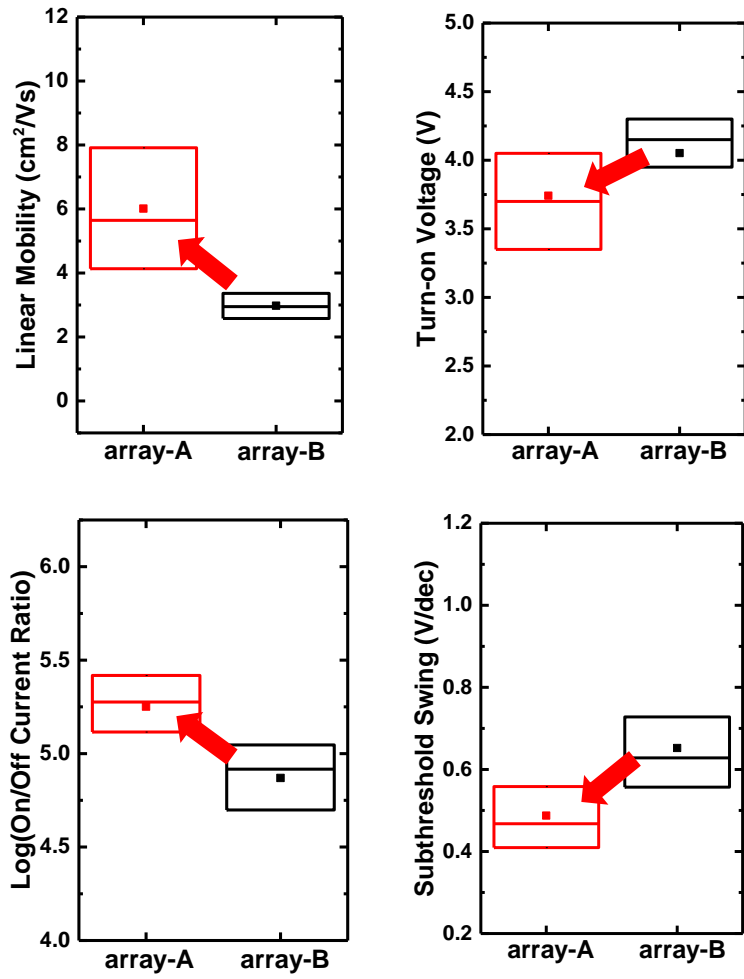 Linear Mobility (cm²/Vs)
12
10
8
6
4
2
0
array-A
array-B
Turn-on Voltage (V)
5.0
4.5
4.0
3.5
3.0
2.5
2.0
array-A
array-B
Log(On/Off Current Ratio)
6.0
5.5
5.0
4.5
4.0
array-A
array-B
Subthreshold Swing (V/dec)
1.2
1.0
0.8
0.6
0.4
0.2
array-A
array-B